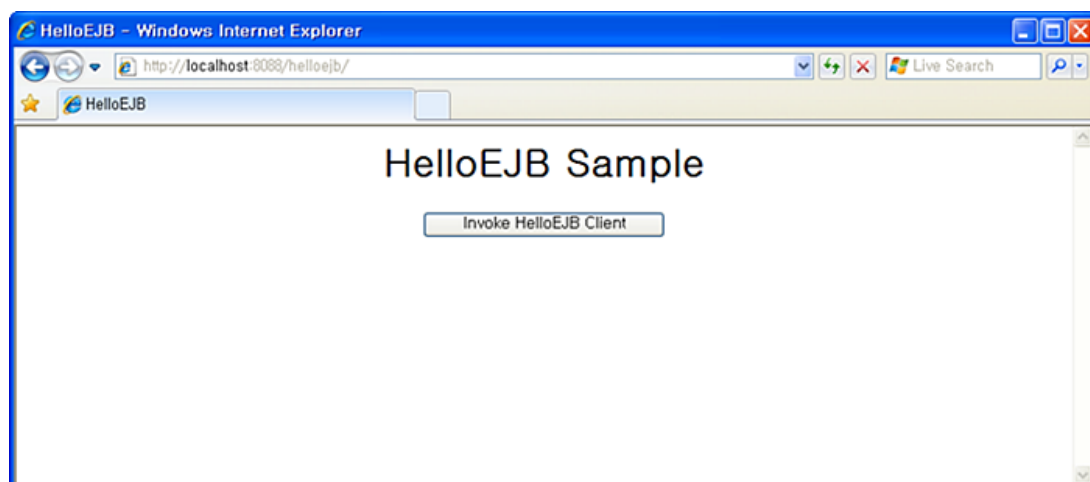 HelloEJB - Windows Internet Explorer
http://localhost:8088/helloejb/
Live Search
HelloEJB
HelloEJB Sample
Invoke HelloEJB Client